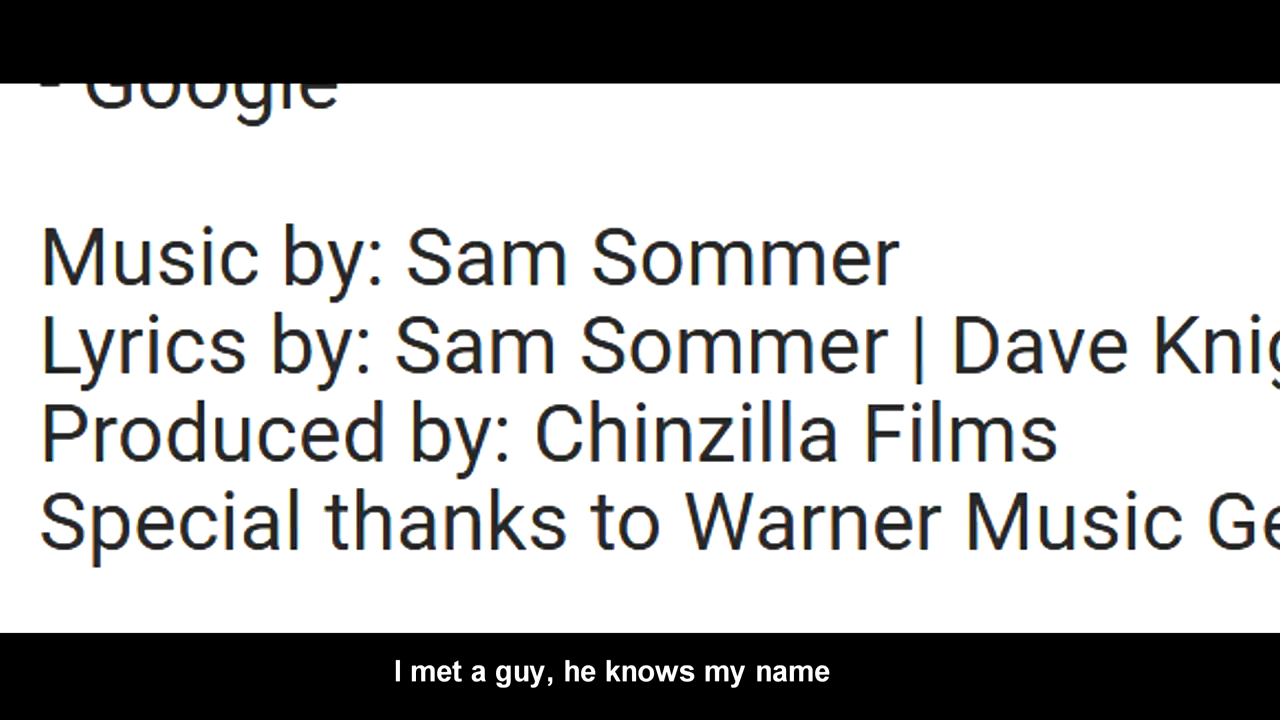 - Google
Music by: Sam Sommer
Lyrics by: Sam Sommer | Dave
Produced by: Chinzilla Films
Special thanks to Warner Music
I met a guy, he knows my name